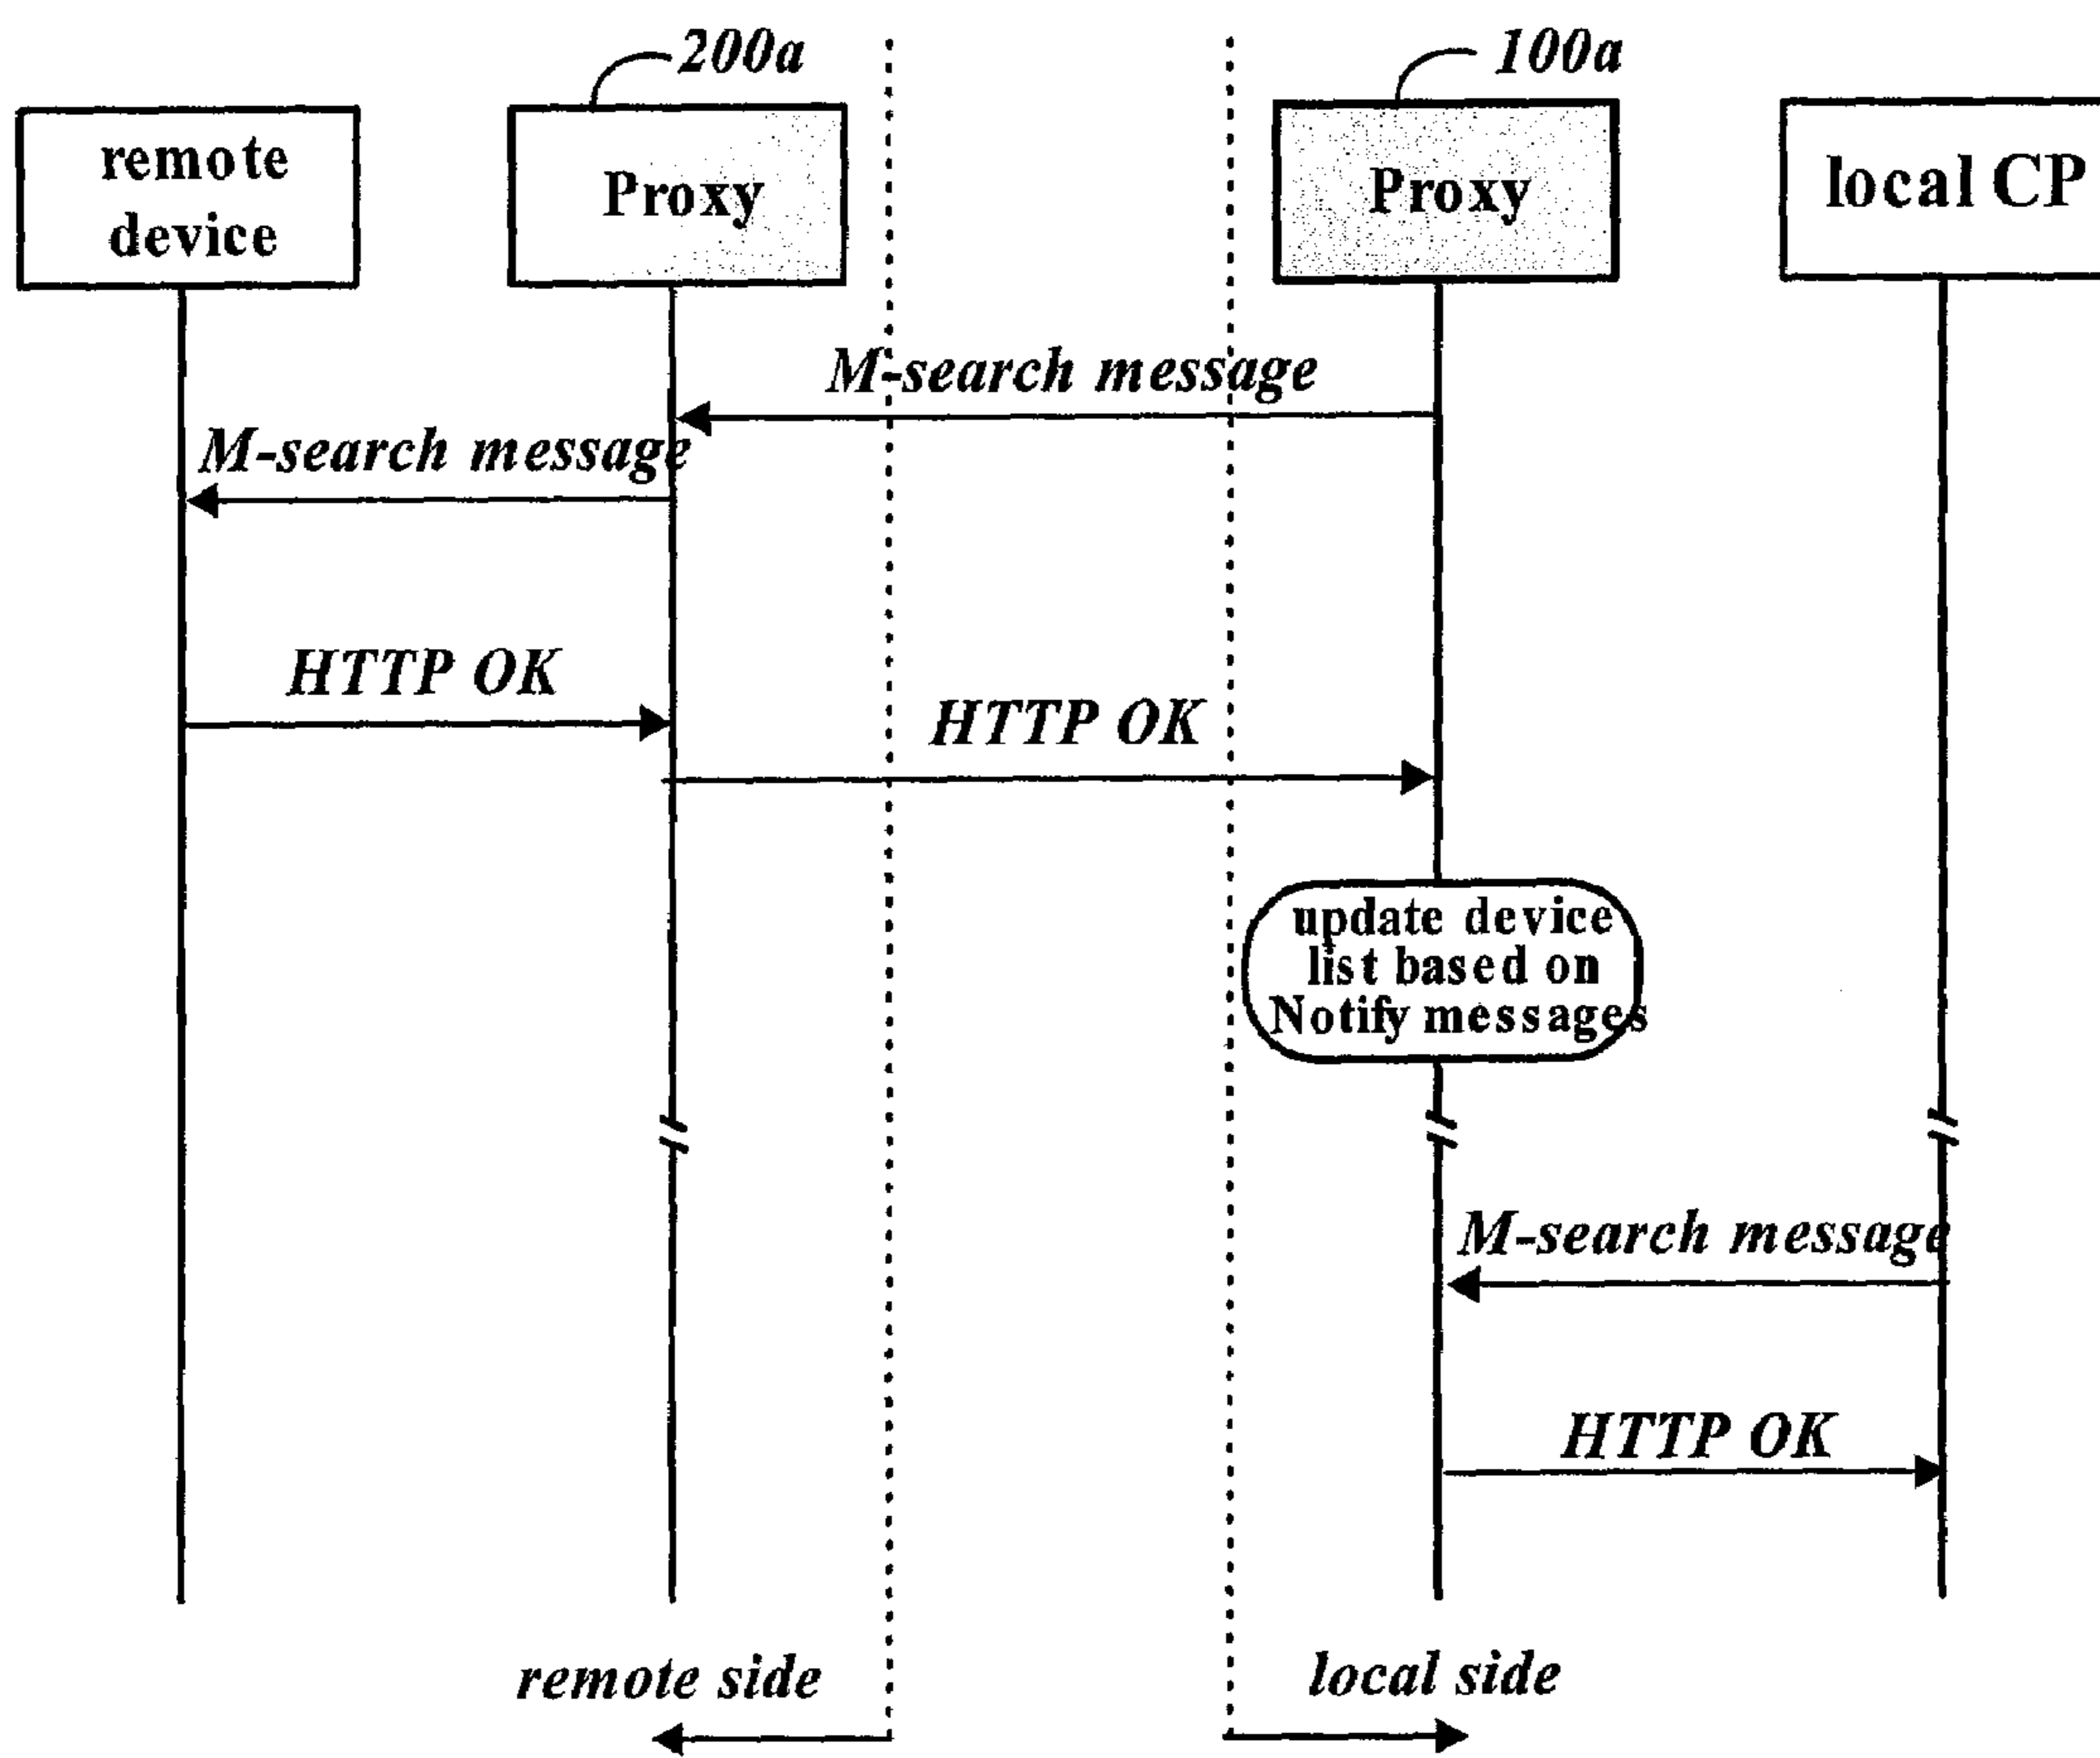 200a
100a
remote
device
Proxy
Proxy
local CP
M-search message
M-search message
HTTP OK
HTTP OK
update device
list based on
Notify messages
M-search message
HTTP OK
remote side
local side